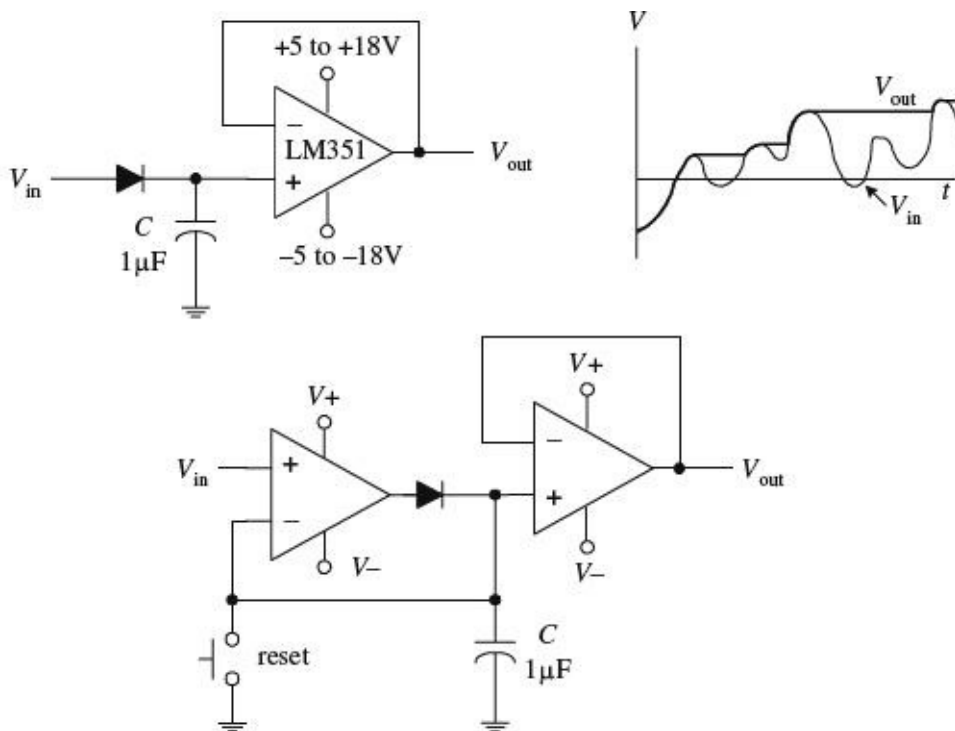 +5 to +18V
−
LM351
+
V_in
V_out
C
1μF
−5 to −18V
V
V_out
t
V_in
V+
V+
V_in
+
−
−
+
V_out
V−
V−
reset
C
1μF